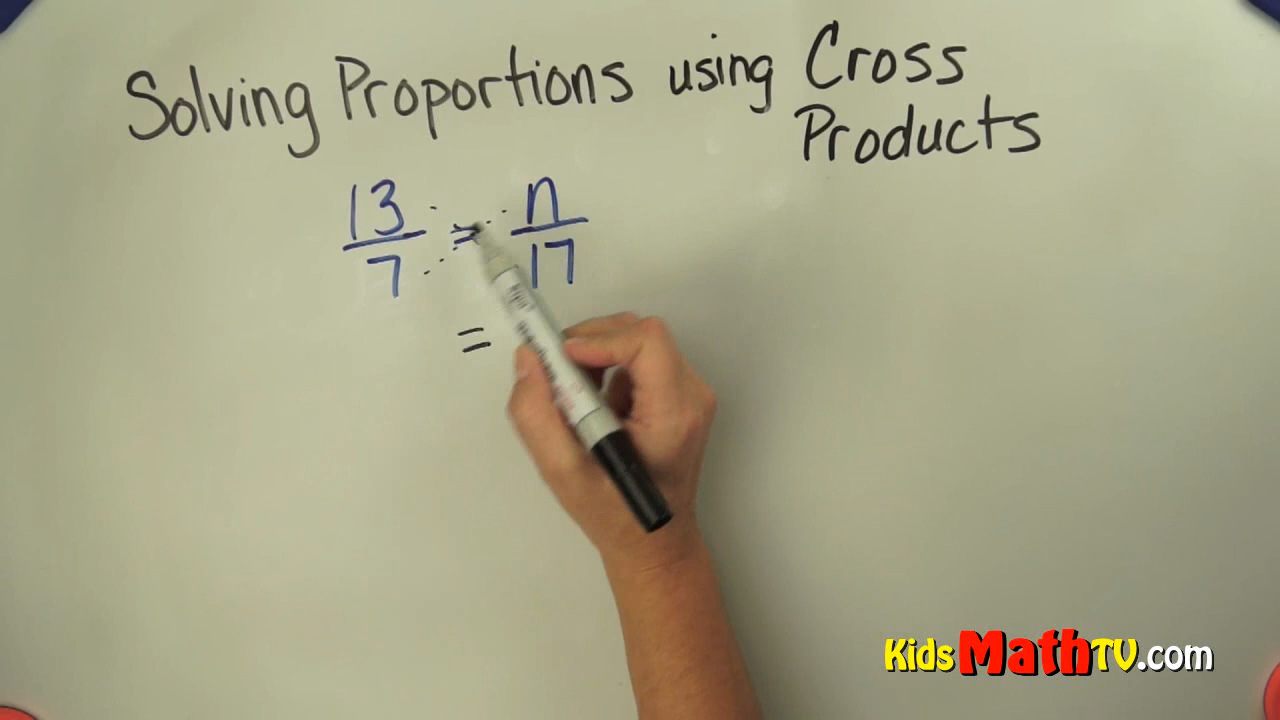 Solving Proportions using Cross
Products
13 = n
7 17
=
KidsMathTV.com